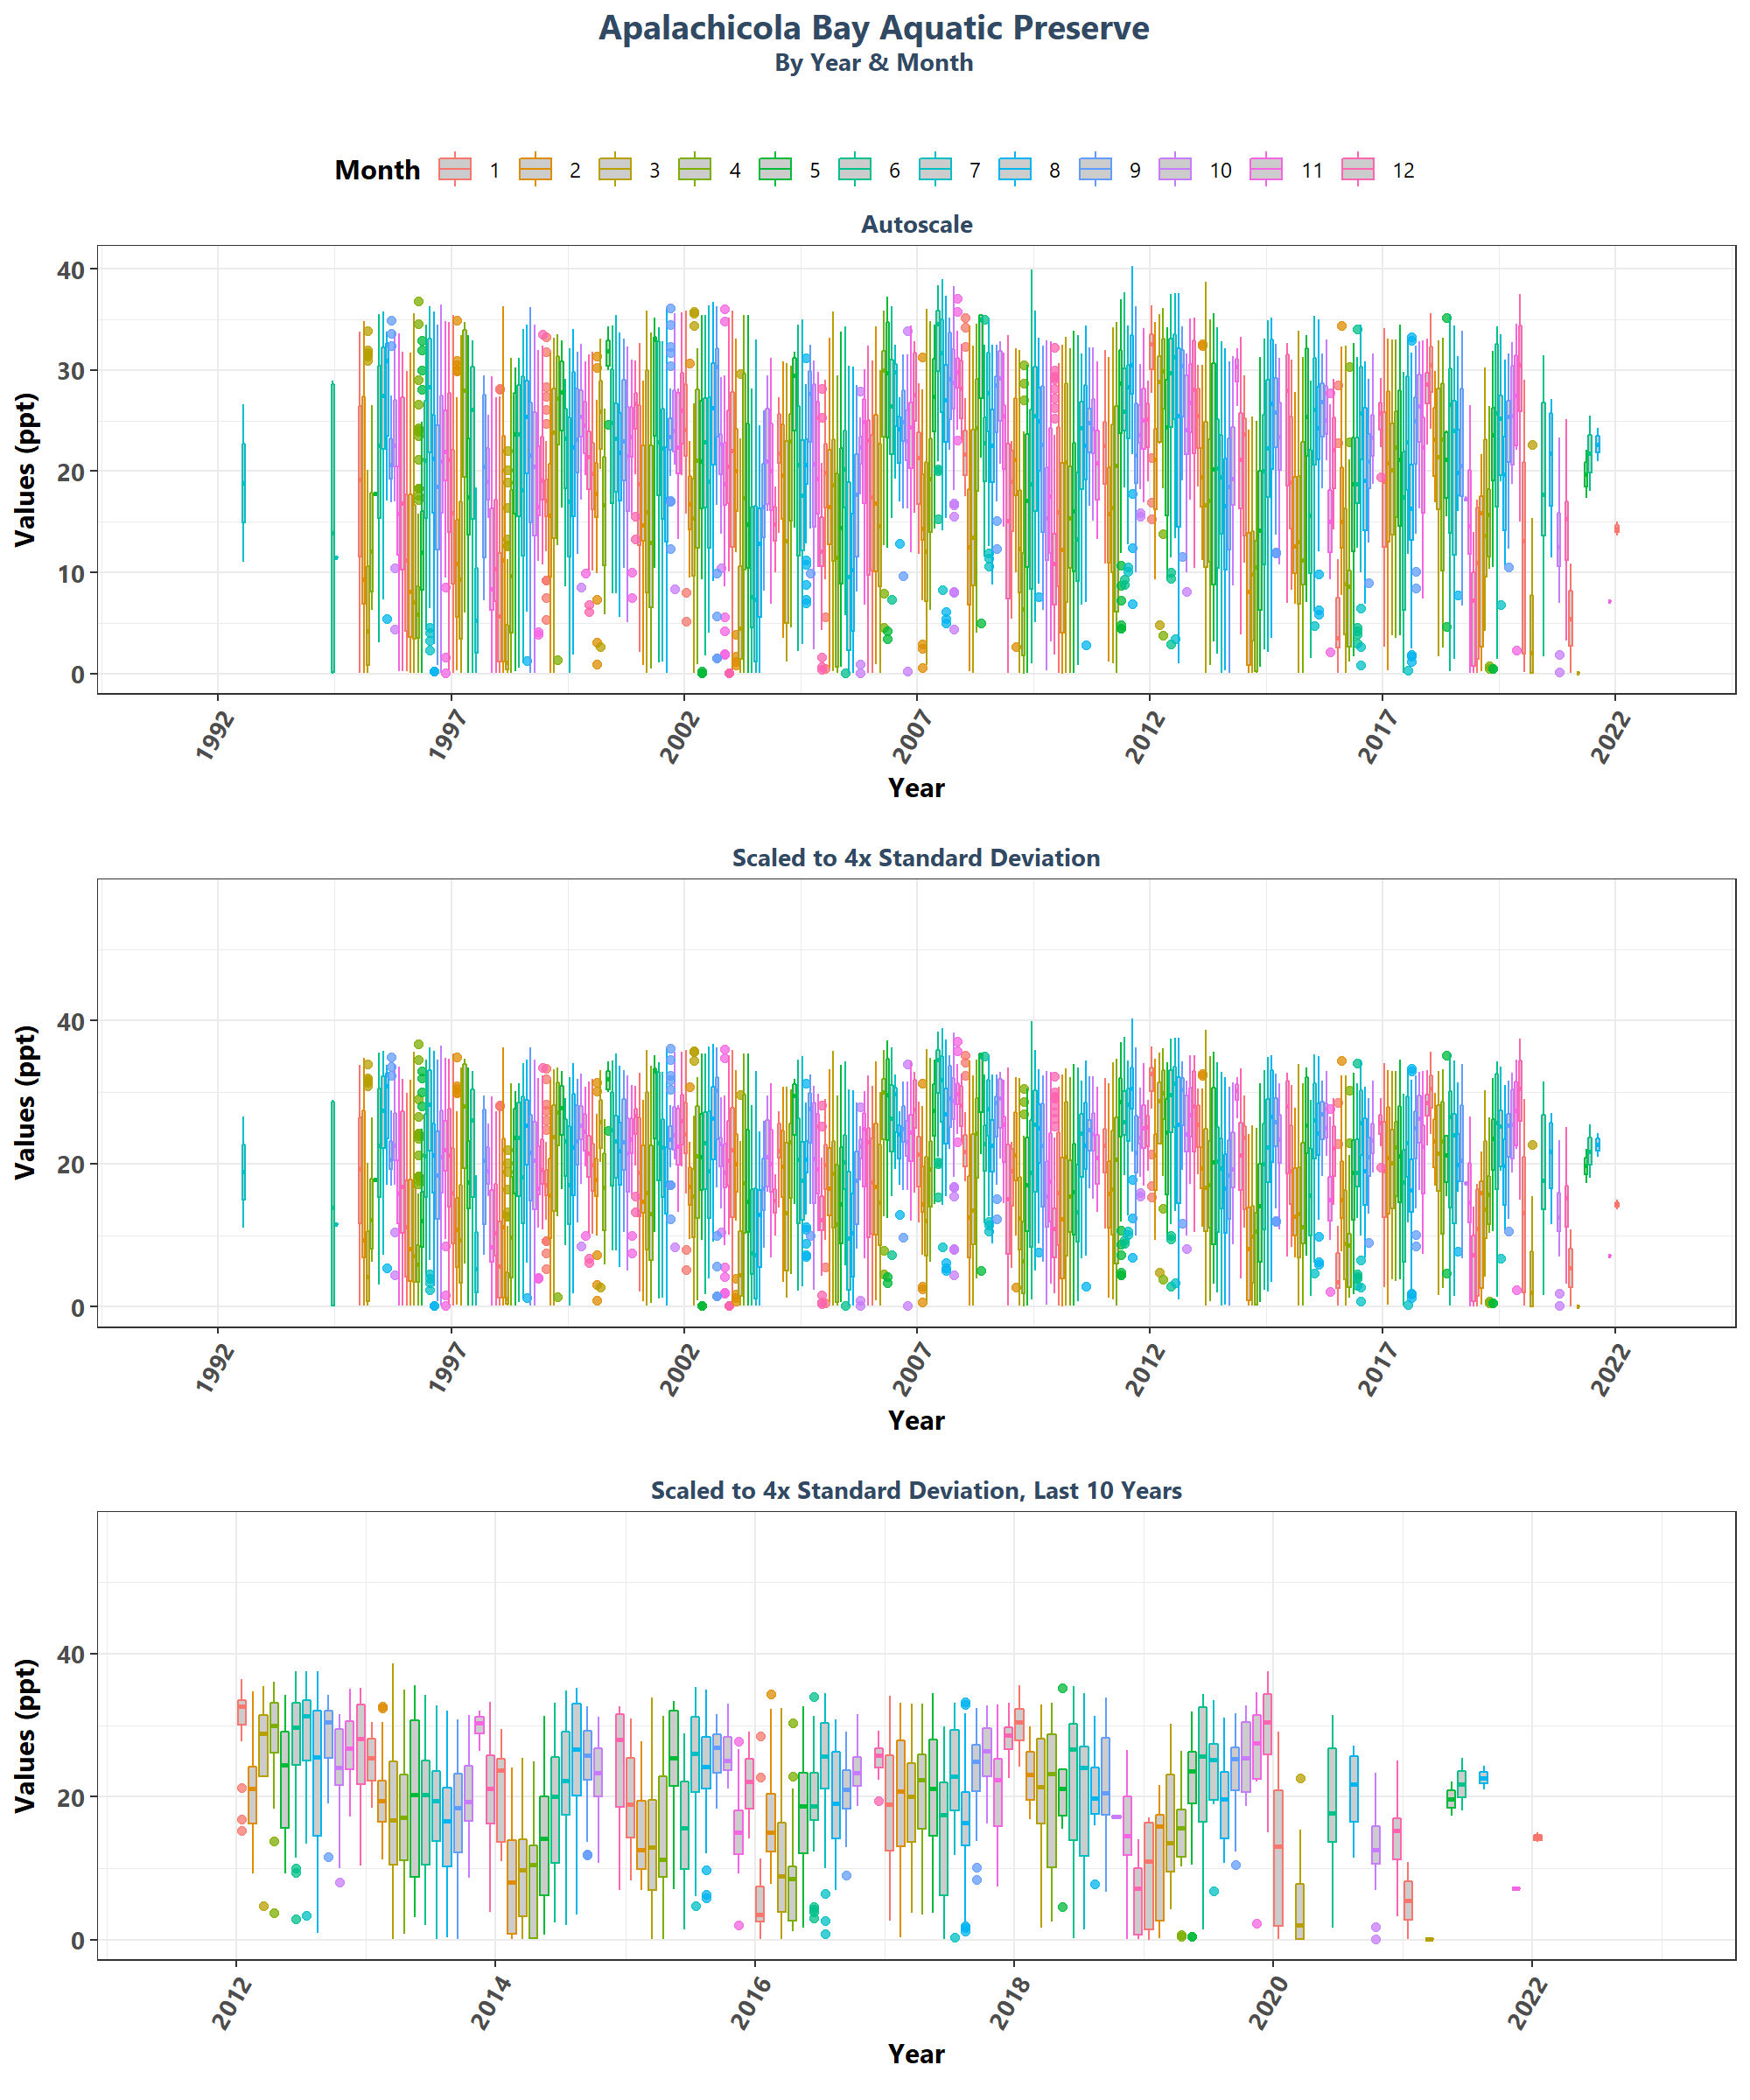 Apalachicola Bay Aquatic Preserve
By Year & Month
Month 1 2 3 4 5 6 7 8 9 10 11 12
Autoscale
Values (ppt)
40
30
20
10
0
1992 1997 2002 2007 2012 2017 2022
Year
Scaled to 4x Standard Deviation
Values (ppt)
40
20
0
1992 1997 2002 2007 2012 2017 2022
Year
Scaled to 4x Standard Deviation, Last 10 Years
Values (ppt)
40
20
0
2012 2014 2016 2018 2020 2022
Year